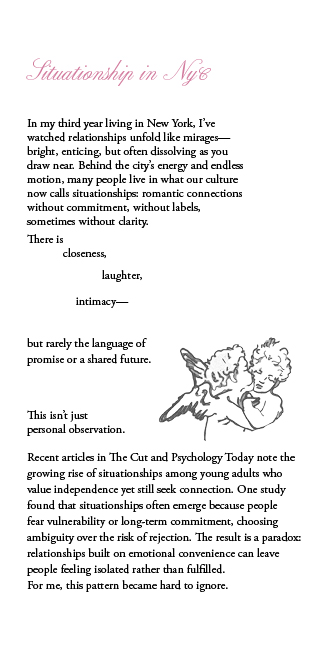 Situationship in Nyc
In my third year living in New York, I've
watched relationships unfold like mirages—
bright, enticing, but often dissolving as you
draw near. Behind the city's energy and endless
motion, many people live in what our culture
now calls situationships: romantic connections
without commitment, without labels,
sometimes without clarity.
There is
closeness,
laughter,
intimacy—
but rarely the language of
promise or a shared future.
This isn't just
personal observation.
Recent articles in The Cut and Psychology Today note the
growing rise of situationships among young adults who
value independence yet still seek connection. One study
found that situationships often emerge because people
fear vulnerability or long-term commitment, choosing
ambiguity over the risk of rejection. The result is a paradox:
relationships built on emotional convenience can leave
people feeling isolated rather than fulfilled.
For me, this pattern became hard to ignore.